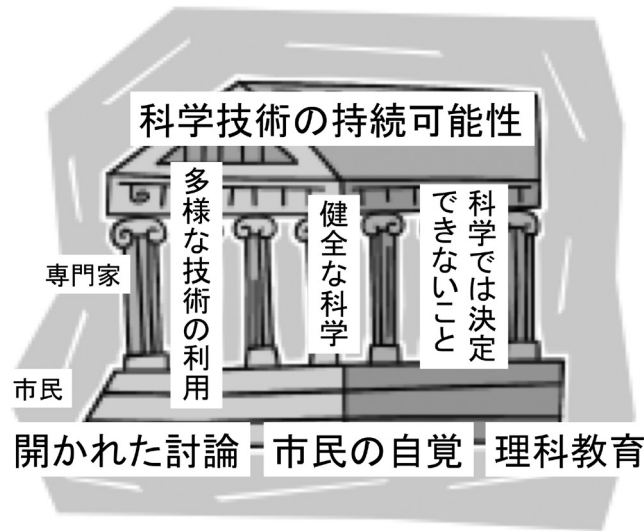 科学技術の持続可能性
多様な技術の利用
健全な科学
科学では決定
できないこと
専門家
市民
開かれた討論
市民の自覚
理科教育